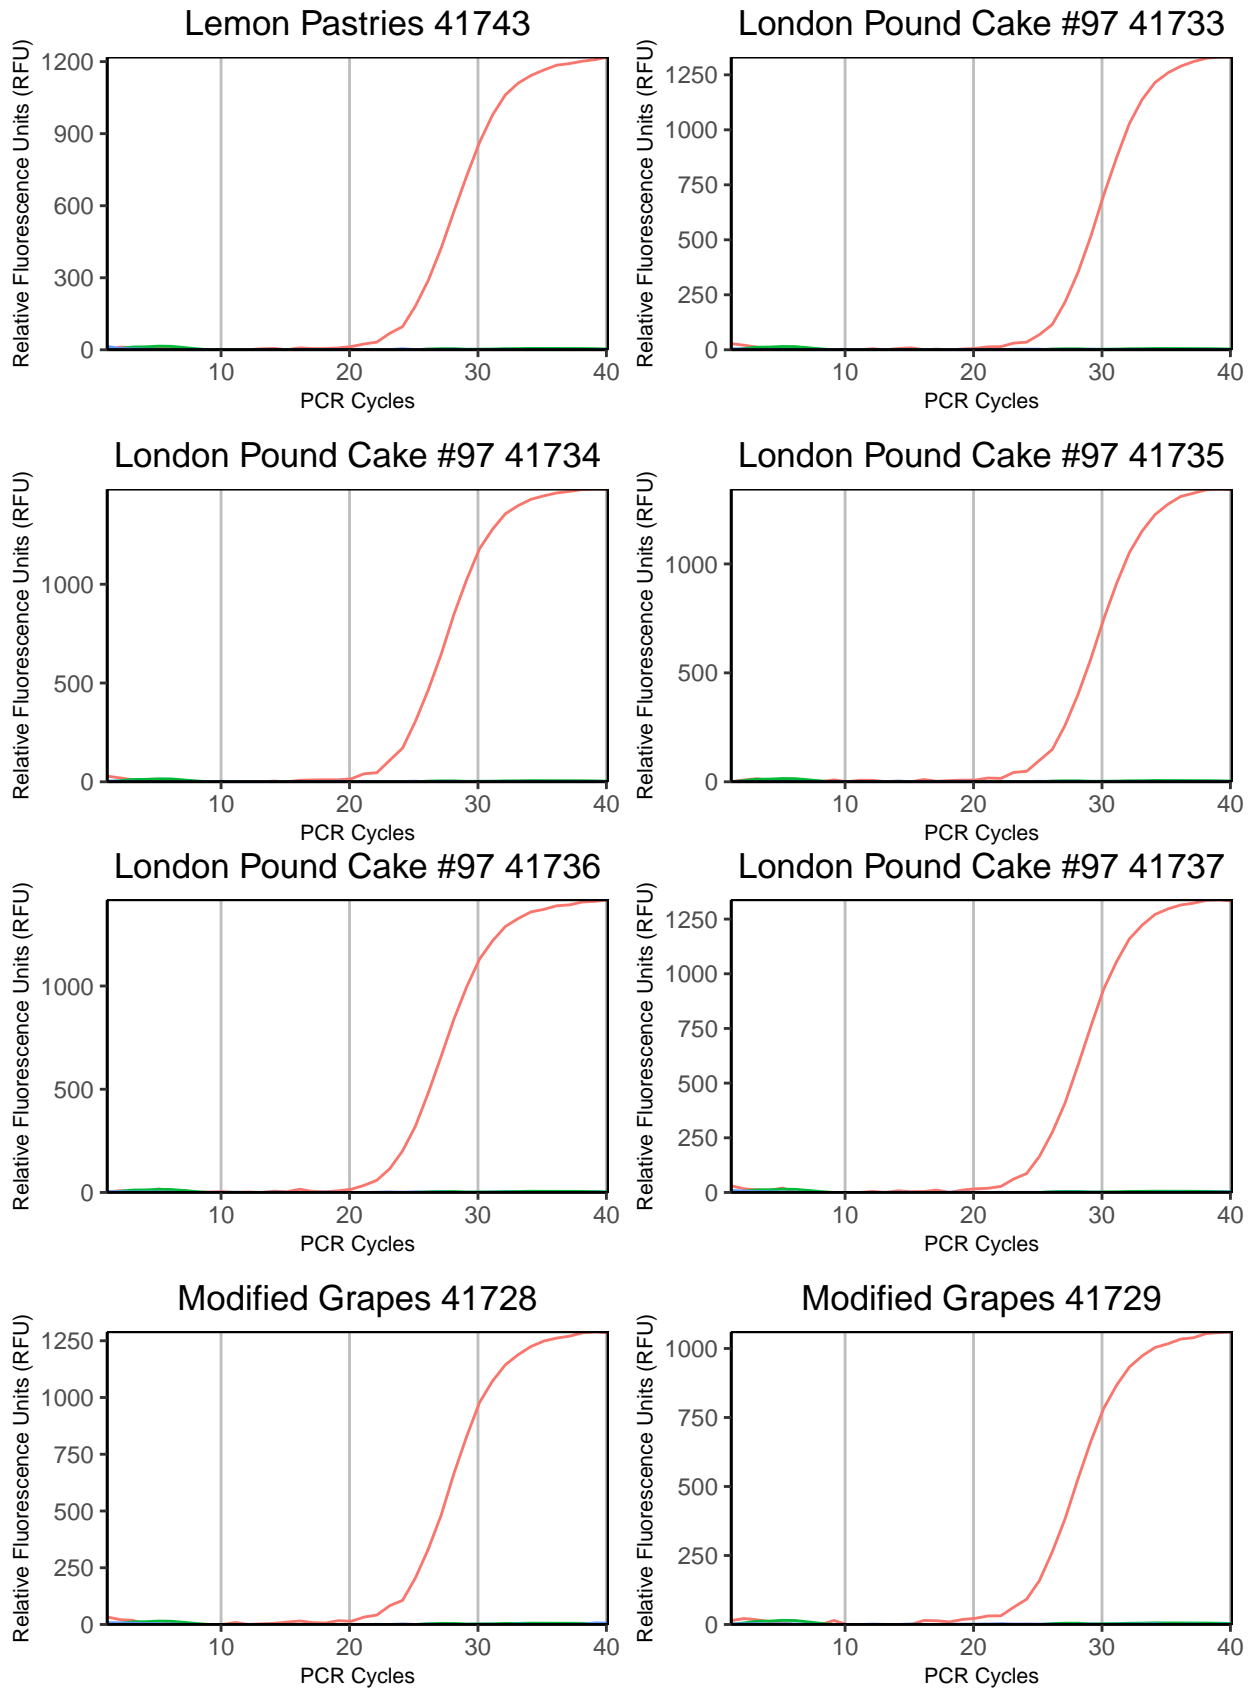 Lemon Pastries 41743
Relative Fluorescence Units (RFU)
1200
900
600
300
0
10 20 30 40
PCR Cycles
London Pound Cake #97 41733
Relative Fluorescence Units (RFU)
1250
1000
750
500
250
0
10 20 30 40
PCR Cycles
London Pound Cake #97 41734
Relative Fluorescence Units (RFU)
1000
500
0
10 20 30 40
PCR Cycles
London Pound Cake #97 41735
Relative Fluorescence Units (RFU)
1000
500
0
10 20 30 40
PCR Cycles
London Pound Cake #97 41736
Relative Fluorescence Units (RFU)
1000
500
0
10 20 30 40
PCR Cycles
London Pound Cake #97 41737
Relative Fluorescence Units (RFU)
1250
1000
750
500
250
0
10 20 30 40
PCR Cycles
Modified Grapes 41728
Relative Fluorescence Units (RFU)
1250
1000
750
500
250
0
10 20 30 40
PCR Cycles
Modified Grapes 41729
Relative Fluorescence Units (RFU)
1000
750
500
250
0
10 20 30 40
PCR Cycles